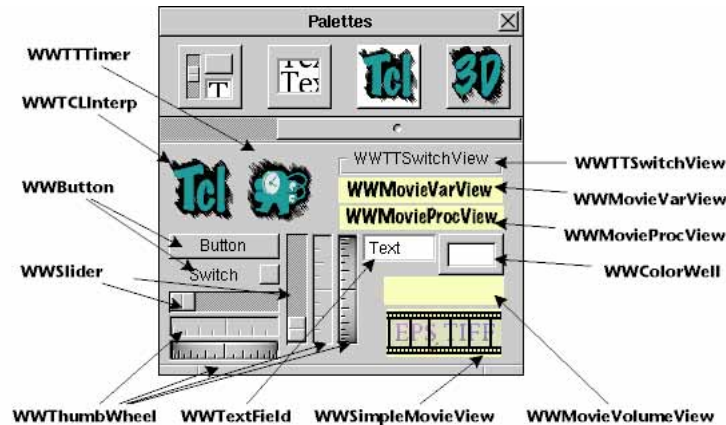 Palettes
WWTTTimer
T
Tcl
3D
WWTCLInterp
WWTTSwitchView
WWTTSwitchView
Tcl
WWMovieVarView
WWMovieVarView
WWButton
WWMovieProcView
WWMovieProcView
Button
Text
WWSlider
Switch
WWColorWell
EPS, TIFF
WWThumbWheel
WWTextField
WWSimpleMovieView
WWMovieVolumeView